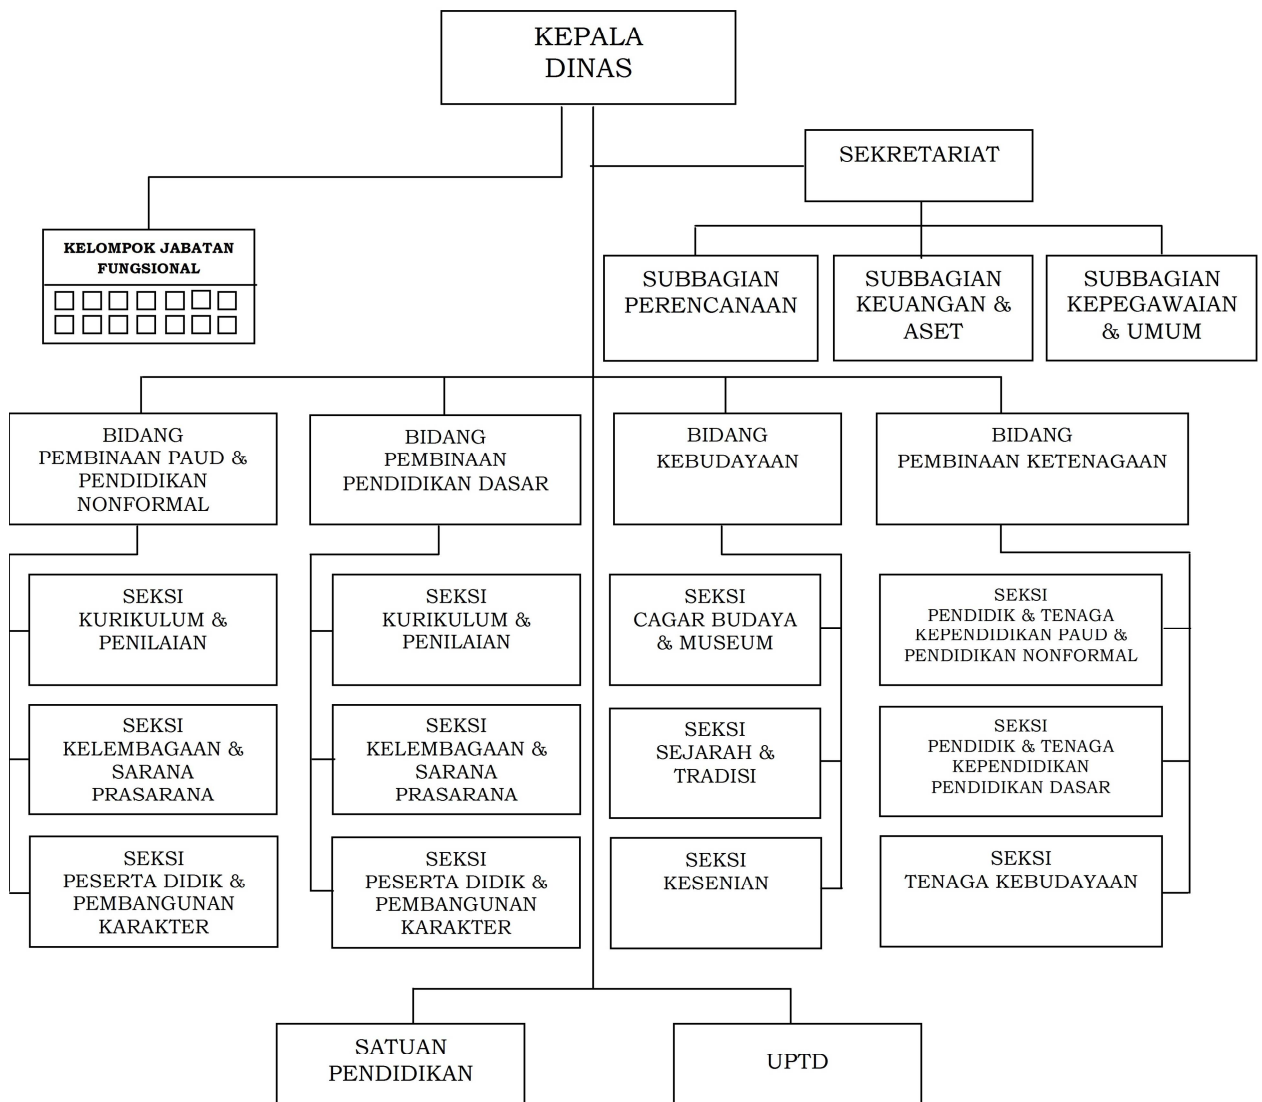 KEPALA
DINAS
SEKRETARIAT
KELOMPOK JABATAN
FUNGSIONAL
SUBBAGIAN
PERENCANAAN
SUBBAGIAN
KEUANGAN &
ASET
SUBBAGIAN
KEPEGAWAIAN
& UMUM
BIDANG
PEMBINAAN PAUD &
PENDIDIKAN
NONFORMAL
BIDANG
PEMBINAAN
PENDIDIKAN DASAR
BIDANG
KEBUDAYAAN
BIDANG
PEMBINAAN KETENAGAAN
SEKSI
KURIKULUM &
PENILAIAN
SEKSI
KURIKULUM &
PENILAIAN
SEKSI
CAGAR BUDAYA
& MUSEUM
SEKSI
PENDIDIK & TENAGA
KEPENDIDIKAN PAUD &
PENDIDIKAN NONFORMAL
SEKSI
KELEMBAGAAN &
SARANA
PRASARANA
SEKSI
KELEMBAGAAN &
SARANA
PRASARANA
SEKSI
SEJARAH &
TRADISI
SEKSI
PENDIDIK & TENAGA
KEPENDIDIKAN
PENDIDIKAN DASAR
SEKSI
PESERTA DIDIK &
PEMBANGUNAN
KARAKTER
SEKSI
PESERTA DIDIK &
PEMBANGUNAN
KARAKTER
SEKSI
KESENIAN
SEKSI
TENAGA KEBUDAYAAN
SATUAN
PENDIDIKAN
UPTD